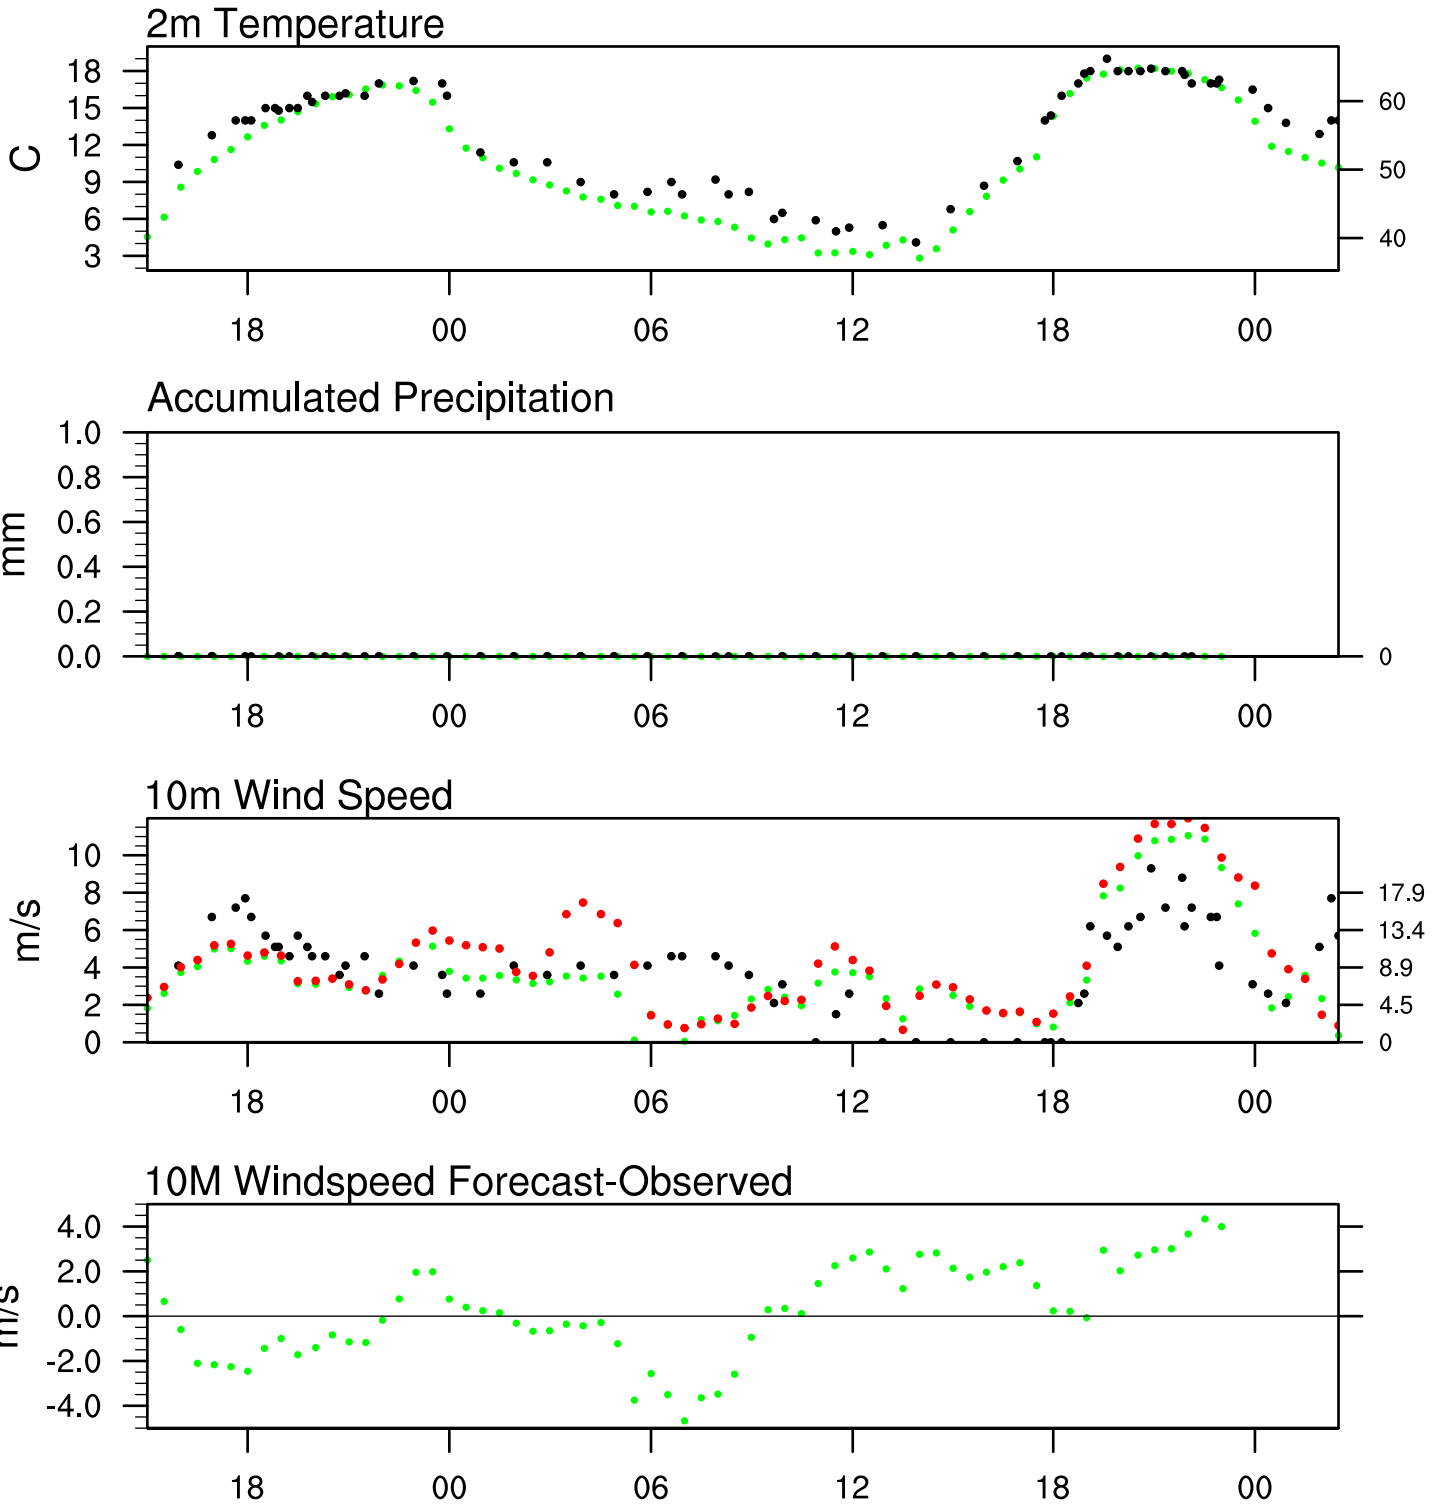 2m Temperature
C
18
15
12
9
6
3
60
50
40
18 00 06 12 18 00
Accumulated Precipitation
mm
1.0
0.8
0.6
0.4
0.2
0.0
0
18 00 06 12 18 00
10m Wind Speed
m/s
10
8
6
4
2
0
17.9
13.4
8.9
4.5
0
18 00 06 12 18 00
10M Windspeed Forecast-Observed
m/s
4.0
2.0
0.0
-2.0
-4.0
18 00 06 12 18 00